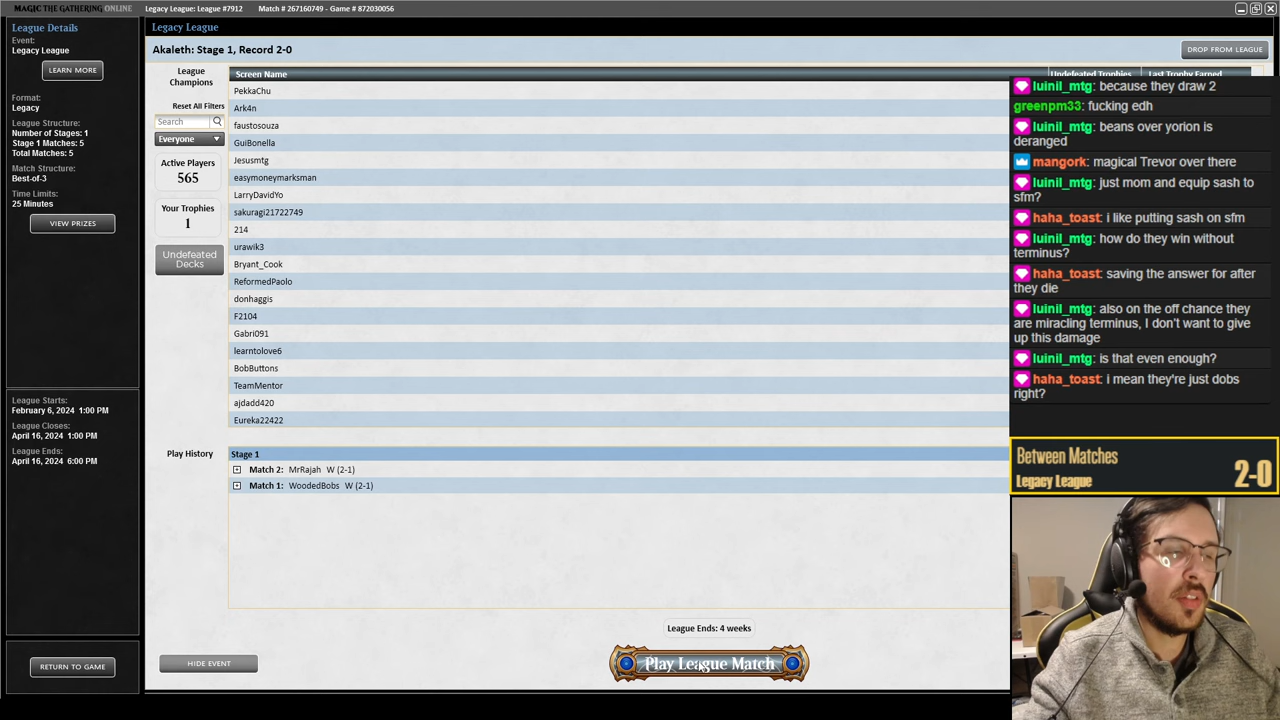 MAGIC THE GATHERING ONLINE Legacy League: League #7912 Match # 267160749 - Game # 872030056
League Details
Event:
Legacy League
LEARN MORE
Format:
Legacy
League Structure:
Number of Stages: 1
Stage 1 Matches: 5
Total Matches: 5
Match Structure:
Best-of-3
Time Limits:
25 Minutes
VIEW PRIZES
League Starts:
February 6, 2024 1:00 PM
League Closes:
April 16, 2024 1:00 PM
League Ends:
April 16, 2024 6:00 PM
RETURN TO GAME
Legacy League
Akaleth: Stage 1, Record 2-0
DROP FROM LEAGUE
League
Champions
Reset All Filters
Search
Everyone
Active Players
565
Your Trophies
1
Undefeated
Decks
Screen Name Undefeated Trophies Last Trophy Earned
PekkaChu
Ark4n
faustosouza
GuiBonella
Jesusmtg
easymoneymarksman
LarryDavidYo
sakuragi21722749
214
urawik3
Bryant_Cook
ReformedPaolo
donhaggis
F2104
Gabri091
learntolove6
BobButtons
TeamMentor
ajdadd420
Eureka22422
Play History
Stage 1
Match 2: MrRajah W (2-1)
Match 1: WoodedBobs W (2-1)
League Ends: 4 weeks
Play League Match
HIDE EVENT
luinil_mtg: because they draw 2
greenpm33: fucking edh
luinil_mtg: beans over yorion is
deranged
mangork: magical Trevor over there
luinil_mtg: just mom and equip sash to
sfm?
haha_toast: i like putting sash on sfm
luinil_mtg: how do they win without
terminus?
haha_toast: saving the answer for after
they die
luinil_mtg: also on the off chance they
are miracling terminus, I don't want to give
up this damage
luinil_mtg: is that even enough?
haha_toast: i mean they're just dobs
right?
Between Matches
Legacy League
2-0